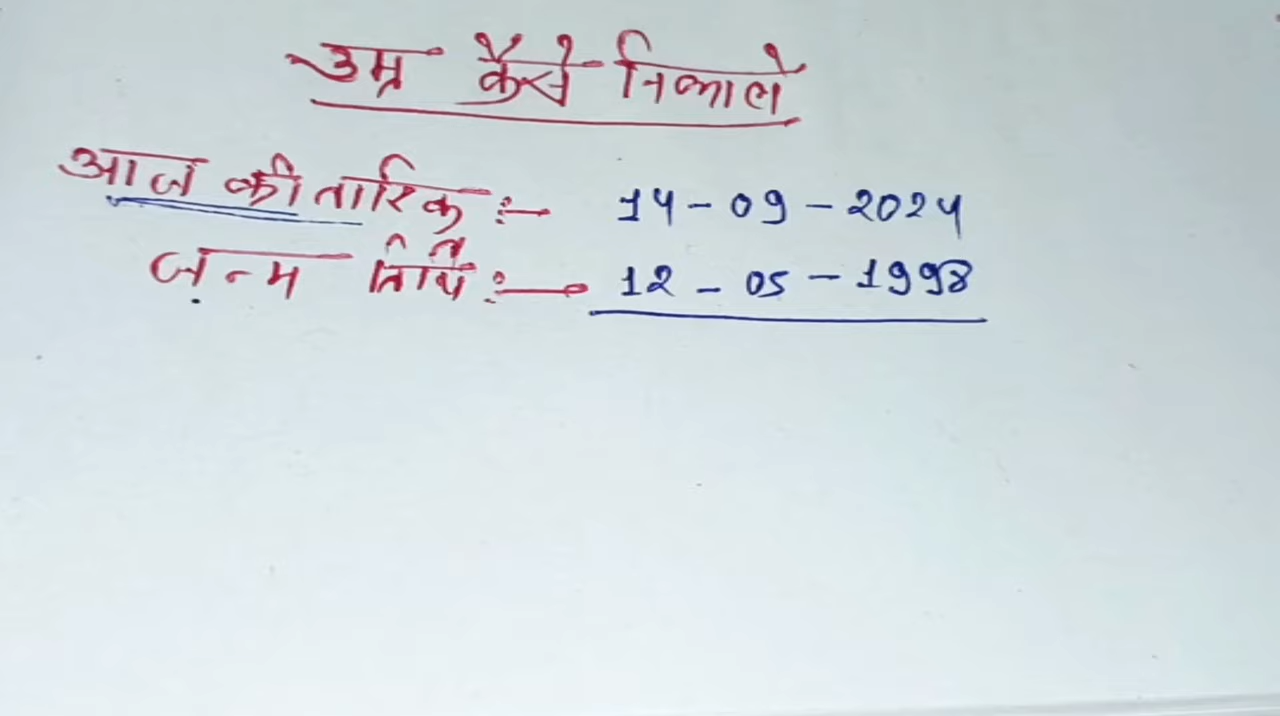 उम्र कैसे निकाले
आज की तारिक :- 14-09-2024
जन्म तिथि :- 12-05-1998